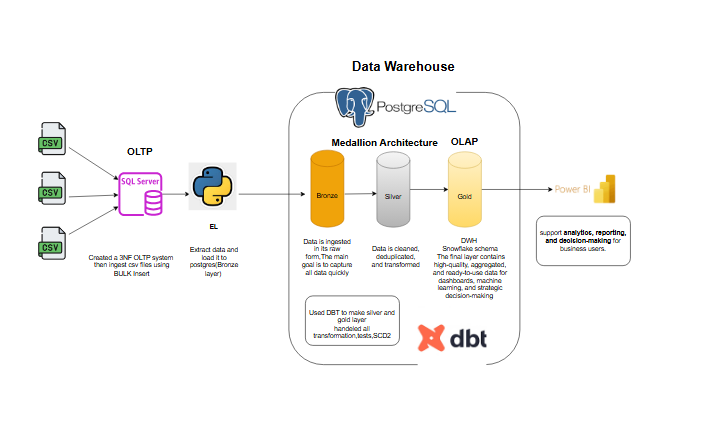 Data Warehouse
PostgreSQL
Medallion Architecture
OLAP
CSV
CSV
CSV
OLTP
SQL Server
Created a 3NF OLTP system
then ingest csv files using
BULK Insert
EL
Extract data and
load it to
postgres(Bronze
layer)
Bronze
Silver
Gold
Data is ingested
in its raw
form,The main
goal is to capture
all data quickly
Data is cleaned,
deduplicated,
and transformed
DWH
Snowflake schema
The final layer contains
high-quality, aggregated,
and ready-to-use data for
dashboards, machine
learning, and strategic
decision-making
Used DBT to make silver and
gold layer
handeled all
transformation,tests,SCD2
dbt
Power BI
support analytics, reporting,
and decision-making for
business users.